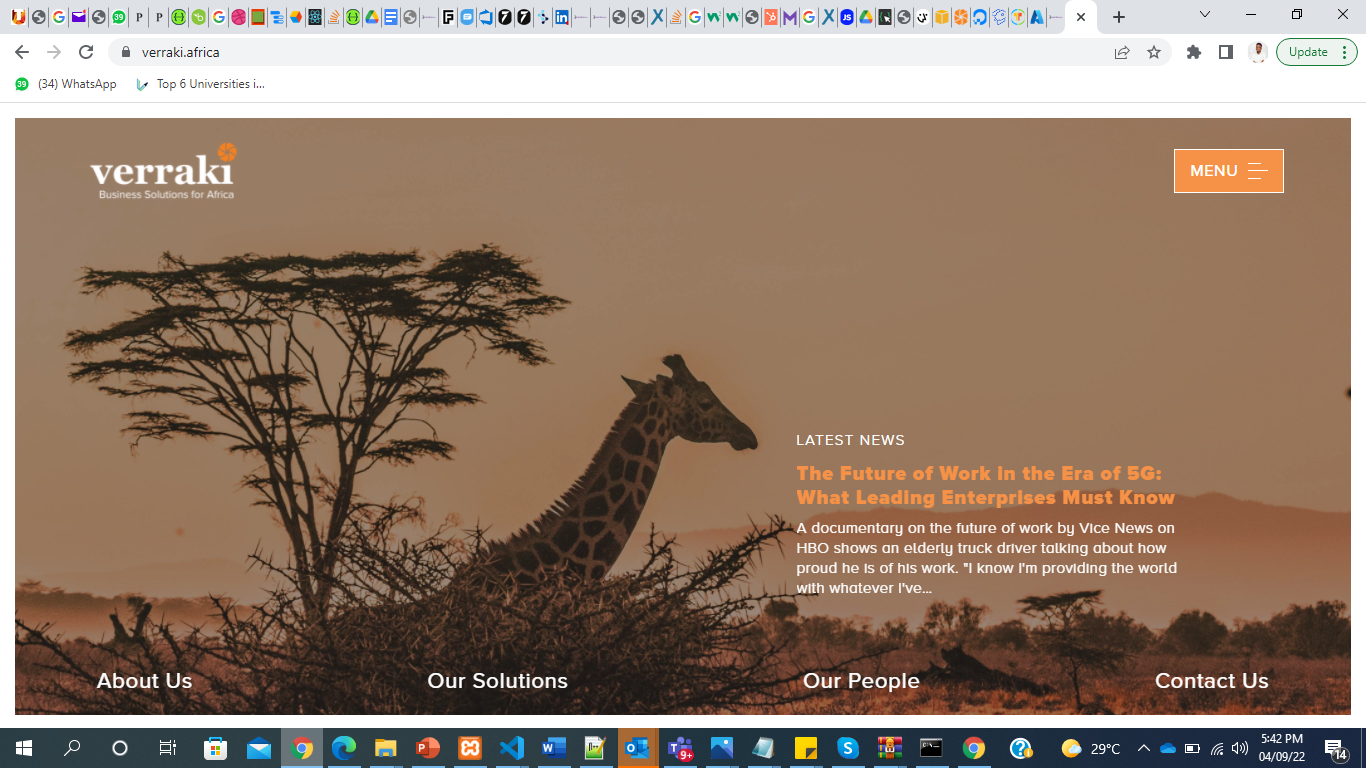 verraki.africa
Update
(34) WhatsApp
Top 6 Universities i...
verraki
Business Solutions for Africa
MENU
LATEST NEWS
The Future of Work in the Era of 5G:
What Leading Enterprises Must Know
A documentary on the future of work by Vice News on
HBO shows an elderly truck driver talking about how
proud he is of his work. "I know I'm providing the world
with whatever I've...
About Us
Our Solutions
Our People
Contact Us
29°C
5:42 PM
04/09/22
14